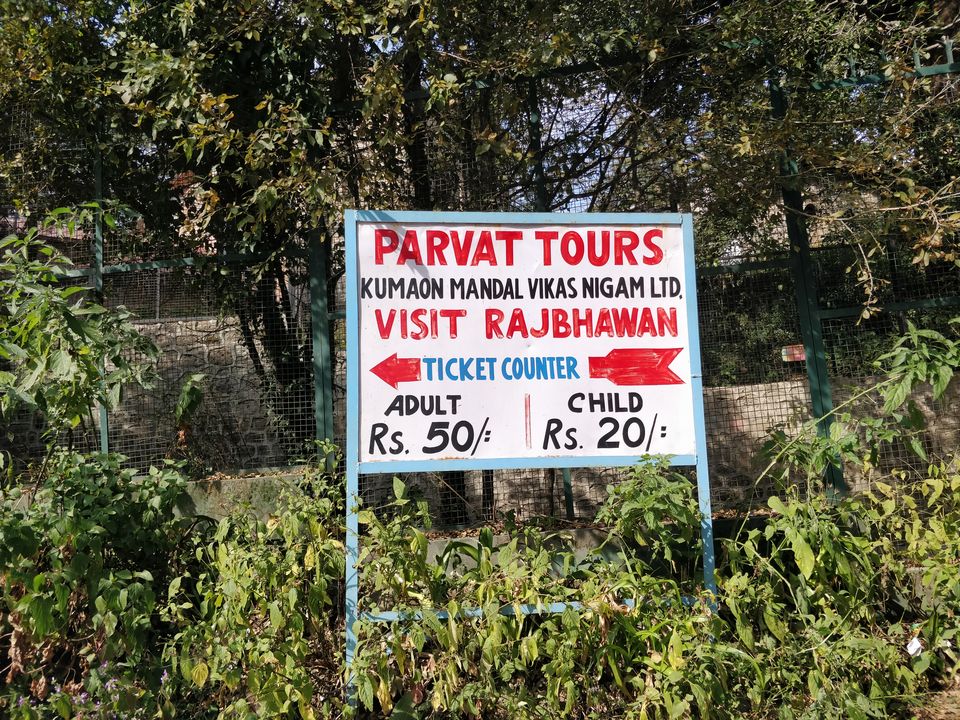 PARVAT TOURS
KUMAON MANDAL VIKAS NIGAM LTD.
VISIT RAJBHAWAN
TICKET COUNTER
ADULT
Rs. 50/=
CHILD
Rs. 20/=